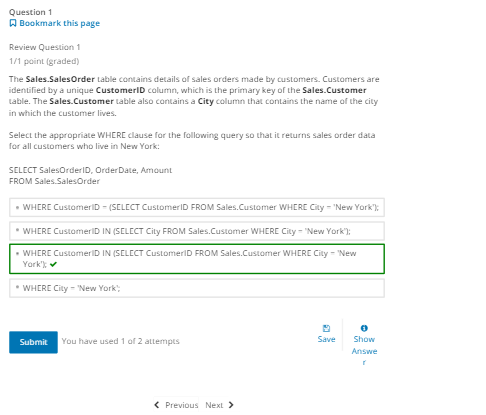 Question 1
Bookmark this page
Review Question 1
1/1 point (graded)
The Sales.SalesOrder table contains details of sales orders made by customers. Customers are
identified by a unique CustomerID column, which is the primary key of the Sales.Customer
table. The Sales.Customer table also contains a City column that contains the name of the city
in which the customer lives.
Select the appropriate WHERE clause for the following query so that it returns sales order data
for all customers who live in New York:
SELECT SalesOrderID, OrderDate, Amount
FROM Sales.SalesOrder
WHERE CustomerID = (SELECT CustomerID FROM Sales.Customer WHERE City = 'New York');
WHERE CustomerID IN (SELECT City FROM Sales.Customer WHERE City = 'New York');
WHERE CustomerID IN (SELECT CustomerID FROM Sales.Customer WHERE City = 'New
York'); ✔
WHERE City = 'New York';
Submit You have used 1 of 2 attempts
Save
Show
Answe
r
Previous Next